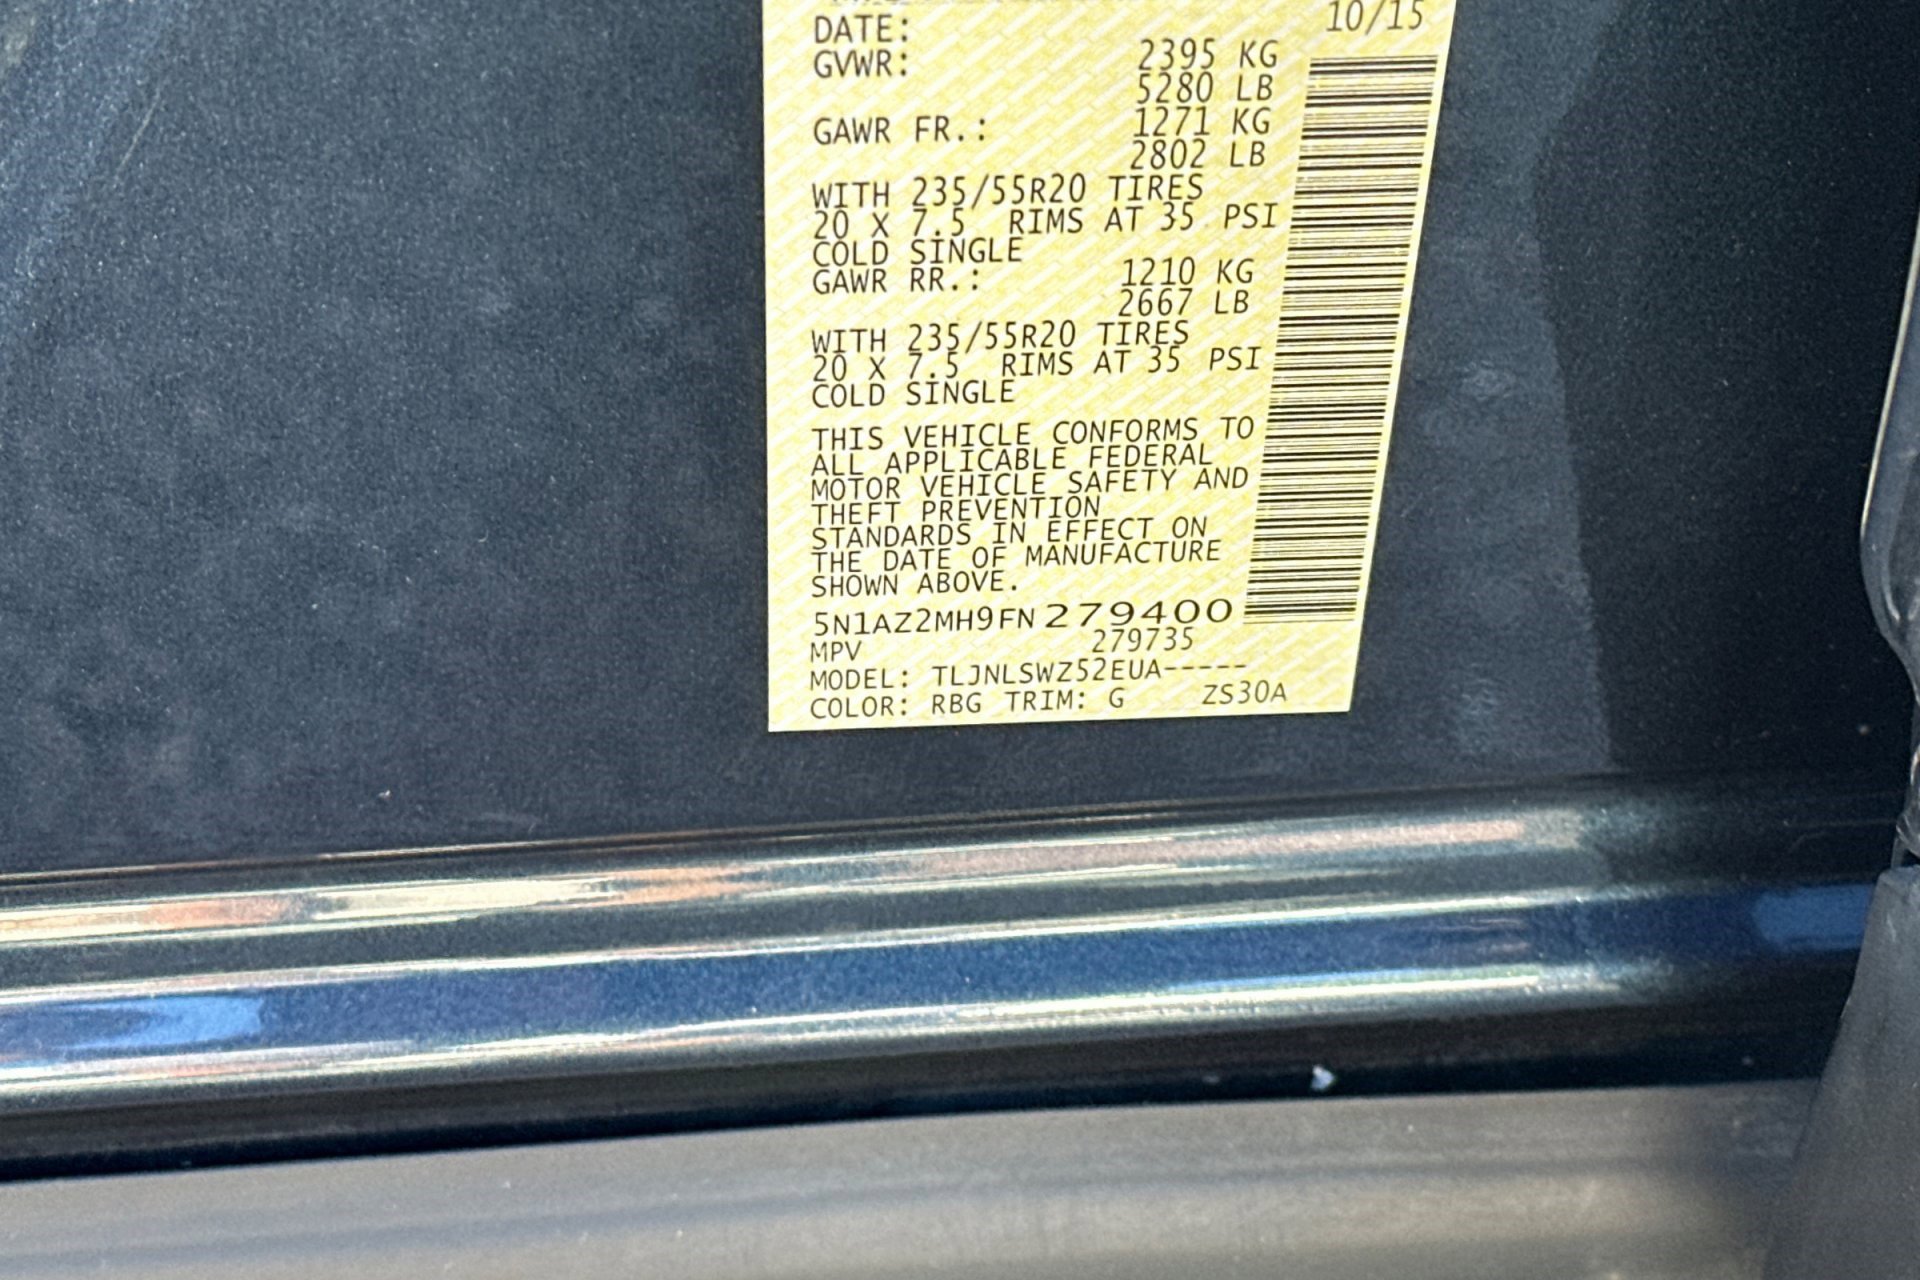 DATE: 10/15
GVWR: 2395 KG
5280 LB
GAWR FR.: 1271 KG
2802 LB
WITH 235/55R20 TIRES
20 X 7.5 RIMS AT 35 PSI
COLD SINGLE
GAWR RR.: 1210 KG
2667 LB
WITH 235/55R20 TIRES
20 X 7.5 RIMS AT 35 PSI
COLD SINGLE
THIS VEHICLE CONFORMS TO
ALL APPLICABLE FEDERAL
MOTOR VEHICLE SAFETY AND
THEFT PREVENTION
STANDARDS IN EFFECT ON
THE DATE OF MANUFACTURE
SHOWN ABOVE.
5N1AZ2MH9FN279400
MPV 279735
MODEL: TLJNLSWZ52EUA-----
COLOR: RBG TRIM: G ZS30A